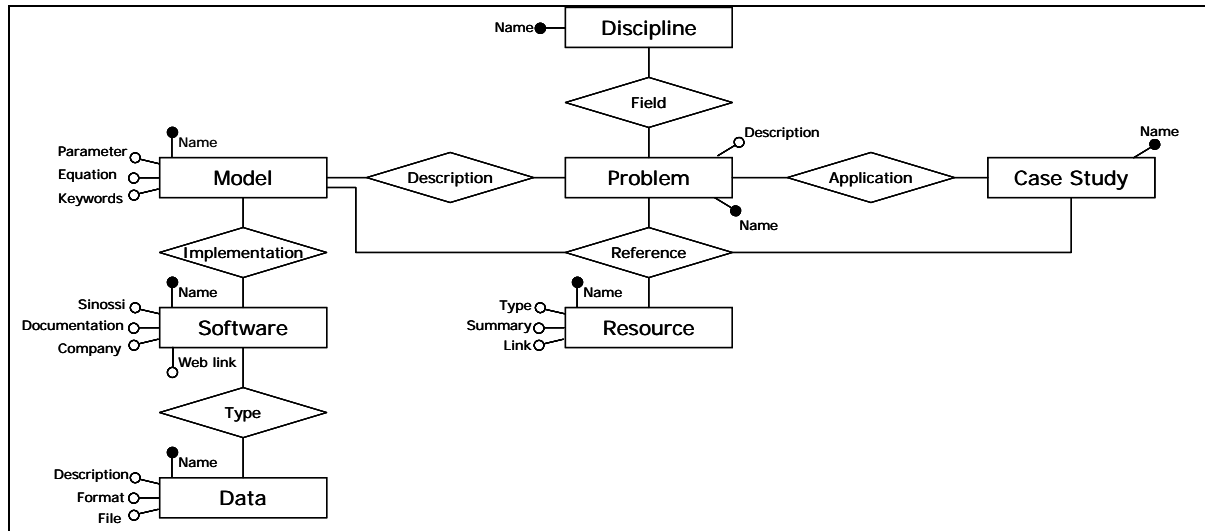 Name
Discipline
Field
Description
Name
Parameter
Name
Equation
Model
Description
Problem
Application
Case Study
Keywords
Name
Implementation
Reference
Sinossi
Name
Type
Name
Documentation
Software
Summary
Resource
Company
Link
Web link
Type
Name
Description
Format
Data
File